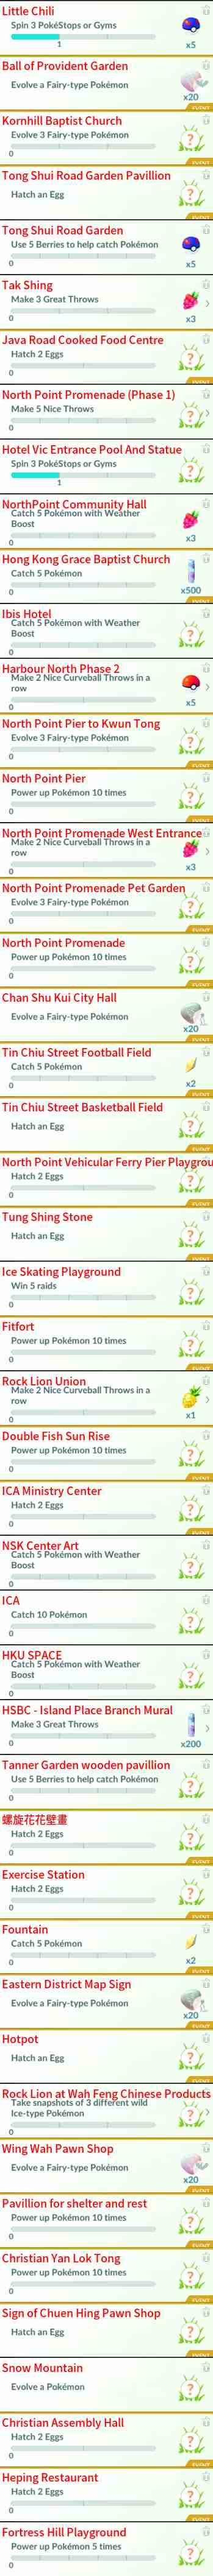 Little Chili
Spin 3 PokéStops or Gyms
1
x5
Ball of Provident Garden
Evolve a Fairy-type Pokémon
x20
EVENT
Kornhill Baptist Church
Evolve 3 Fairy-type Pokémon
?
0
EVENT
Tong Shui Road Garden Pavillion
Hatch an Egg
?
EVENT
Tong Shui Road Garden
Use 5 Berries to help catch Pokémon
0
x5
Tak Shing
Make 3 Great Throws
0
x3
EVENT
Java Road Cooked Food Centre
Hatch 2 Eggs
?
0
EVENT
North Point Promenade (Phase 1)
Make 5 Nice Throws
?
0
Hotel Vic Entrance Pool And Statue
Spin 3 PokéStops or Gyms
?
1
NorthPoint Community Hall
Catch 5 Pokémon with Weather
Boost
0
x3
Hong Kong Grace Baptist Church
Catch 5 Pokémon
0
x500
EVENT
Ibis Hotel
Catch 5 Pokémon with Weather
Boost
?
0
Harbour North Phase 2
Make 2 Nice Curveball Throws in a
row
0
x5
EVENT
North Point Pier to Kwun Tong
Evolve 3 Fairy-type Pokémon
?
0
EVENT
North Point Pier
Power up Pokémon 10 times
?
0
North Point Promenade West Entrance
Make 2 Nice Curveball Throws in a
row
0
x3
EVENT
North Point Promenade Pet Garden
Evolve 3 Fairy-type Pokémon
?
0
EVENT
North Point Promenade
Power up Pokémon 10 times
?
0
EVENT
Chan Shu Kui City Hall
Evolve a Fairy-type Pokémon
x20
EVENT
Tin Chiu Street Football Field
Catch 5 Pokémon
0
x2
EVENT
Tin Chiu Street Basketball Field
Hatch an Egg
?
EVENT
North Point Vehicular Ferry Pier Playgrou
Hatch 2 Eggs
?
0
EVENT
Tung Shing Stone
Hatch an Egg
?
EVENT
Ice Skating Playground
Win 5 raids
?
0
Fitfort
Power up Pokémon 10 times
?
0
EVENT
Rock Lion Union
Make 2 Nice Curveball Throws in a
row
0
x1
EVENT
Double Fish Sun Rise
Power up Pokémon 10 times
?
0
EVENT
ICA Ministry Center
Hatch 2 Eggs
?
0
EVENT
NSK Center Art
Catch 5 Pokémon with Weather
Boost
?
0
ICA
Catch 10 Pokémon
?
0
HKU SPACE
Catch 5 Pokémon with Weather
Boost
?
0
HSBC - Island Place Branch Mural
Make 3 Great Throws
0
x200
EVENT
Tanner Garden wooden pavillion
Use 5 Berries to help catch Pokémon
?
0
螺旋花花壁畫
Hatch 2 Eggs
?
0
EVENT
Exercise Station
Hatch 2 Eggs
?
0
EVENT
Fountain
Catch 5 Pokémon
0
x2
EVENT
Eastern District Map Sign
Evolve a Fairy-type Pokémon
x20
EVENT
Hotpot
Hatch an Egg
?
EVENT
Rock Lion at Wah Feng Chinese Products
Take snapshots of 3 different wild
Ice-type Pokémon
?
0
EVENT
Wing Wah Pawn Shop
Evolve a Fairy-type Pokémon
x20
EVENT
Pavillion for shelter and rest
Power up Pokémon 10 times
?
0
EVENT
Christian Yan Lok Tong
Power up Pokémon 10 times
?
0
EVENT
Sign of Chuen Hing Pawn Shop
Hatch an Egg
?
EVENT
Snow Mountain
Evolve a Pokémon
?
Christian Assembly Hall
Hatch 2 Eggs
?
0
EVENT
Heping Restaurant
Hatch 2 Eggs
?
0
EVENT
Fortress Hill Playground
Power up Pokémon 5 times
?
0